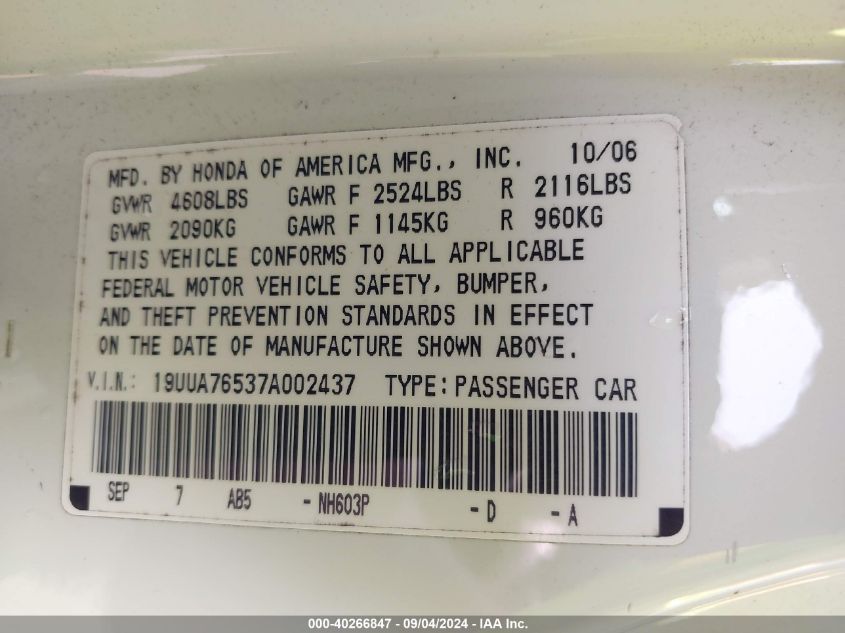 MFD. BY HONDA OF AMERICA MFG., INC. 10/06
GVWR 4608LBS GAWR F 2524LBS R 2116LBS
GVWR 2090KG GAWR F 1145KG R 960KG
THIS VEHICLE CONFORMS TO ALL APPLICABLE
FEDERAL MOTOR VEHICLE SAFETY, BUMPER,
AND THEFT PREVENTION STANDARDS IN EFFECT
ON THE DATE OF MANUFACTURE SHOWN ABOVE.
V.I.N.: 19UUA76537A002437 TYPE: PASSENGER CAR
SEP 7 AB5 - NH603P - D - A
000-40266847 - 09/04/2024 - IAA Inc.